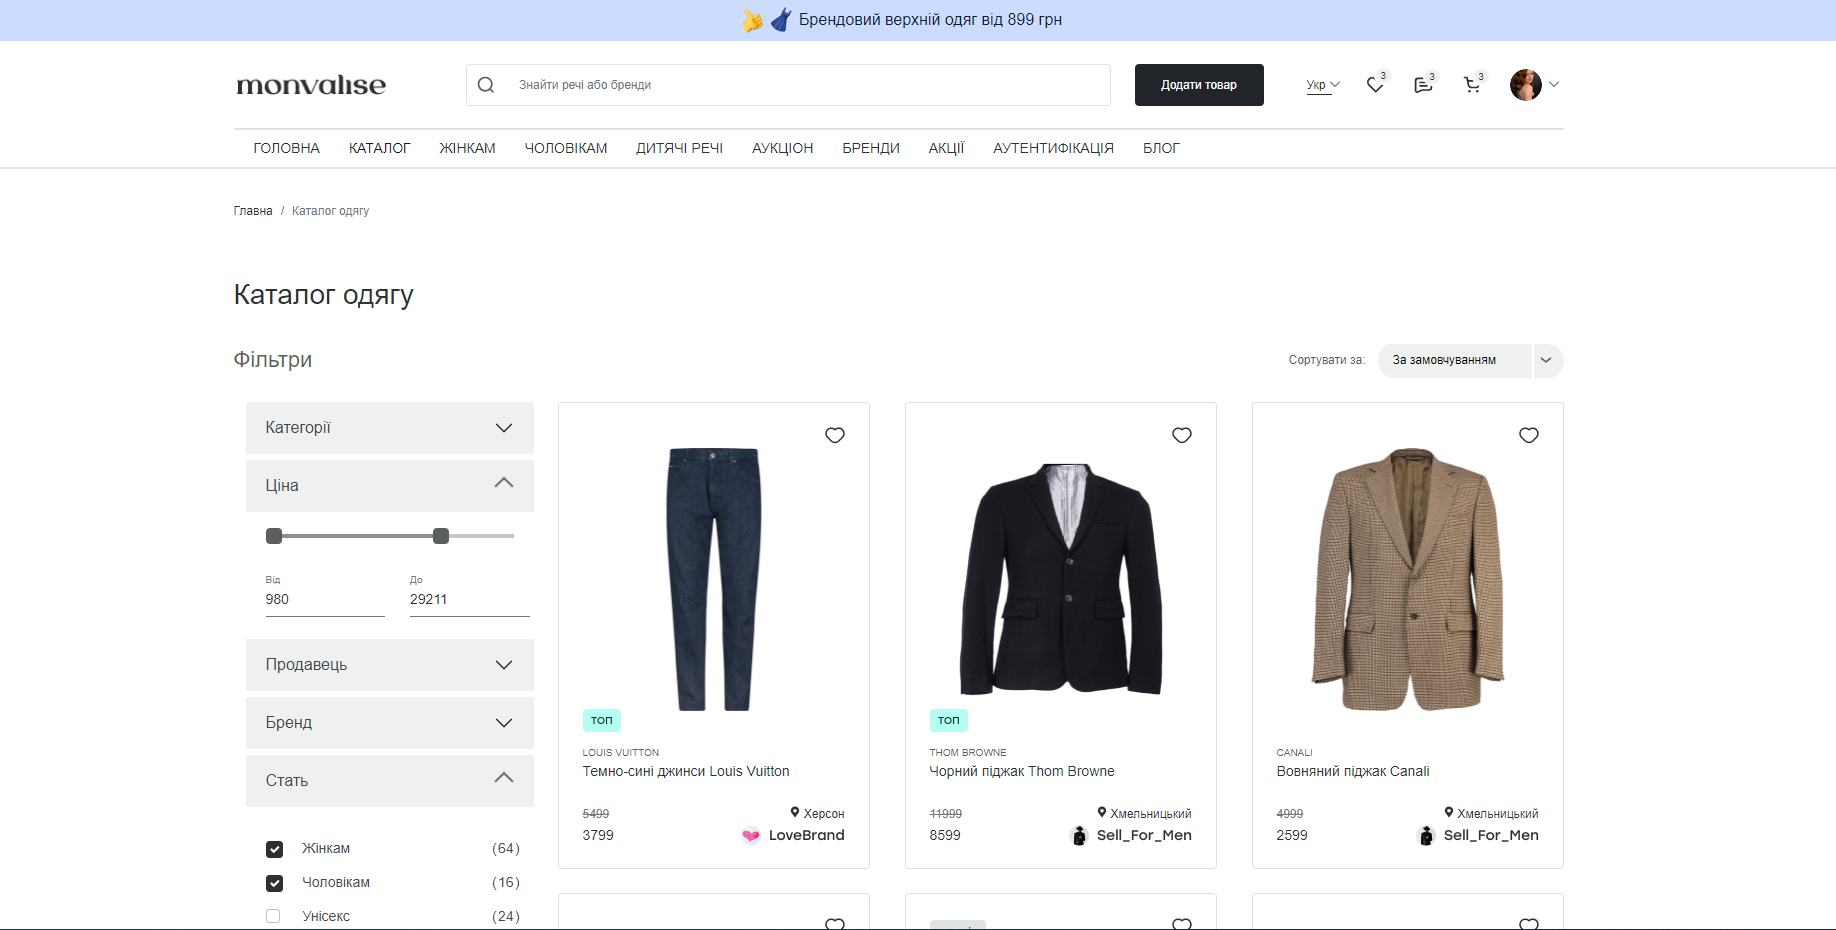 Брендовий верхній одяг від 899 грн
monvalise
Знайти речі або бренди
Додати товар
Укр
3
3
3
ГОЛОВНА КАТАЛОГ ЖІНКАМ ЧОЛОВІКАМ ДИТЯЧІ РЕЧІ АУКЦІОН БРЕНДИ АКЦІЇ АУТЕНТИФІКАЦІЯ БЛОГ
Главна / Каталог одягу
Каталог одягу
Фільтри
Сортувати за: За замовчуванням
Категорії
Ціна
Від До
980 29211
Продавець
Бренд
Стать
Жінкам (64)
Чоловікам (16)
Унісекс (24)
ТОП
LOUIS VUITTON
Темно-сині джинси Louis Vuitton
5499 Херсон
3799 LoveBrand
ТОП
THOM BROWNE
Чорний піджак Thom Browne
11999 Хмельницький
8599 Sell_For_Men
CANALI
Вовняний піджак Canali
4999 Хмельницький
2599 Sell_For_Men